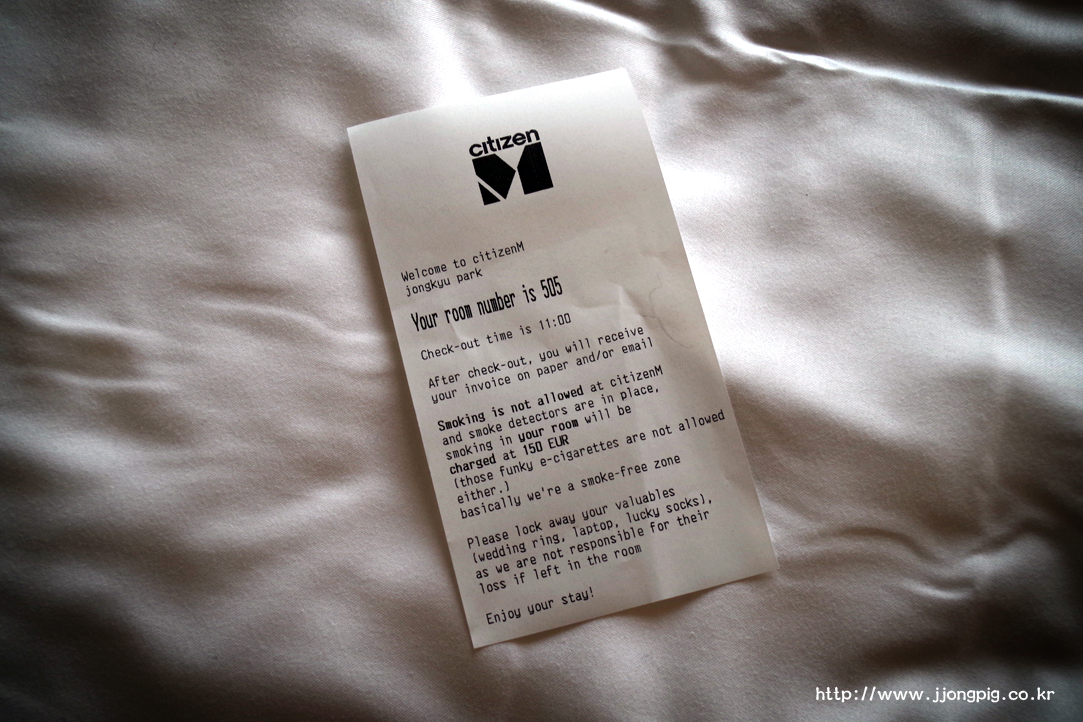 citizen
M
Welcome to citizenM
jongkyu park
Your room number is 505
Check-out time is 11:00
After check-out, you will receive
your invoice on paper and/or email
Smoking is not allowed at citizenM
and smoke detectors are in place,
smoking in your room will be
charged at 150 EUR
(those funky e-cigarettes are not allowed
either.)
basically we're a smoke-free zone
Please lock away your valuables
(wedding ring, laptop, lucky socks),
as we are not responsible for their
loss if left in the room
Enjoy your stay!
http://www.jjongpig.co.kr